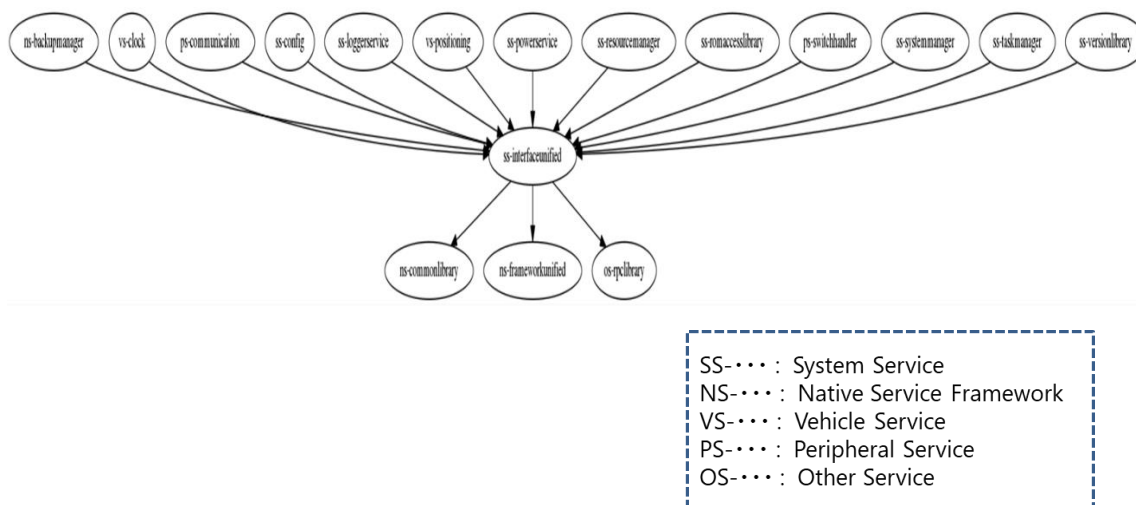 ns-backupmanager vs-clock ps-communication ss-config ss-loggerservice vs-positioning ss-powerservice ss-resourcemanager ss-romaccesslibrary ps-switchhandler ss-systemmanager ss-taskmanager ss-versionlibrary
ss-interfaceunified
ns-commonlibrary ns-frameworkunified os-rpclibrary
SS-··· : System Service
NS-··· : Native Service Framework
VS-··· : Vehicle Service
PS-··· : Peripheral Service
OS-··· : Other Service